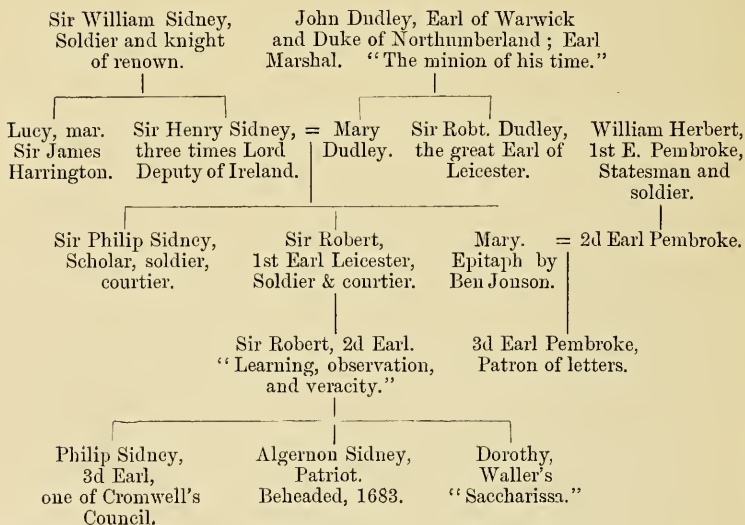 Sir William Sidney,
Soldier and knight
of renown.
John Dudley, Earl of Warwick
and Duke of Northumberland ; Earl
Marshal. “The minion of his time.”
Lucy, mar.
Sir James
Harrington.
Sir Henry Sidney,
three times Lord
Deputy of Ireland.
=
Mary
Dudley.
Sir Robt. Dudley,
the great Earl of
Leicester.
William Herbert,
1st E. Pembroke,
Statesman and
soldier.
Sir Philip Sidney,
Scholar, soldier,
courtier.
Sir Robert,
1st Earl Leicester,
Soldier & courtier.
Mary.
Epitaph by
Ben Jonson.
= 2d Earl Pembroke.
Sir Robert, 2d Earl.
“Learning, observation,
and veracity.”
3d Earl Pembroke,
Patron of letters.
Philip Sidney,
3d Earl,
one of Cromwell's
Council.
Algernon Sidney,
Patriot.
Beheaded, 1683.
Dorothy,
Waller's
“Saccharissa.”